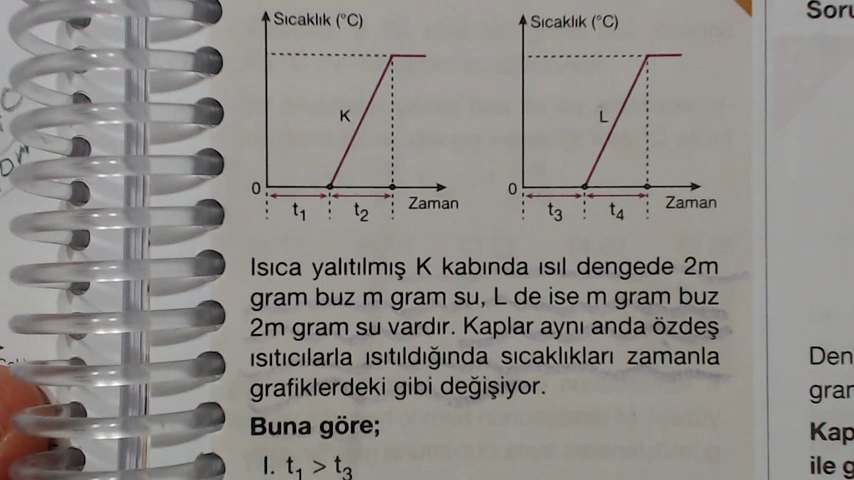 Sıcaklık (°C)
K
0
t₁
t₂
Zaman
Sıcaklık (°C)
L
0
t₃
t₄
Zaman
Isıca yalıtılmış K kabında ısıl dengede 2m
gram buz m gram su, L de ise m gram buz
2m gram su vardır. Kaplar aynı anda özdeş
ısıtıcılarla ısıtıldığında sıcaklıkları zamanla
grafiklerdeki gibi değişiyor.
Buna göre;
I. t₁ > t₃
Soru
Den
gran
Kap
ile g